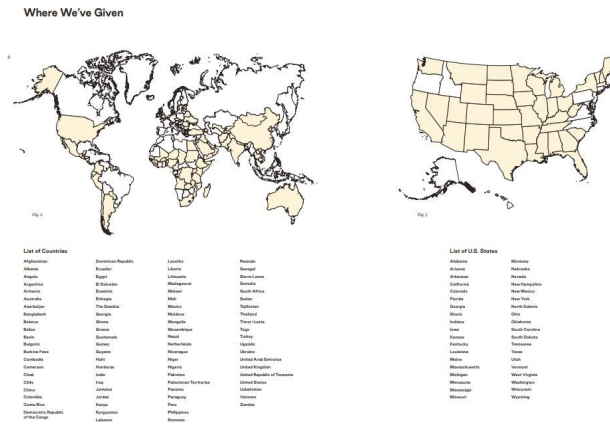 Where We've Given
Fig. i
Fig. j
List of Countries
Afghanistan
Albania
Angola
Argentina
Armenia
Australia
Azerbaijan
Bangladesh
Belarus
Belize
Benin
Bulgaria
Burkina Faso
Cambodia
Cameroon
Chad
Chile
China
Colombia
Costa Rica
Democratic Republic
of the Congo
Dominican Republic
Ecuador
Egypt
El Salvador
Eswatini
Ethiopia
The Gambia
Georgia
Ghana
Greece
Guatemala
Guinea
Guyana
Haiti
Honduras
India
Iraq
Jamaica
Jordan
Kenya
Kyrgyzstan
Lebanon
Lesotho
Liberia
Lithuania
Madagascar
Malawi
Mali
Mexico
Moldova
Mongolia
Mozambique
Nepal
Netherlands
Nicaragua
Niger
Nigeria
Pakistan
Palestinian Territories
Panama
Paraguay
Peru
Philippines
Romania
Rwanda
Senegal
Sierra Leone
Somalia
South Africa
Sudan
Tajikistan
Thailand
Timor-Leste
Togo
Turkey
Uganda
Ukraine
United Arab Emirates
United Kingdom
United Republic of Tanzania
United States
Uzbekistan
Vietnam
Zambia
List of U.S. States
Alabama
Arizona
Arkansas
California
Colorado
Florida
Georgia
Illinois
Indiana
Iowa
Kansas
Kentucky
Louisiana
Maine
Massachusetts
Michigan
Minnesota
Mississippi
Missouri
Montana
Nebraska
Nevada
New Hampshire
New Mexico
New York
North Dakota
Ohio
Oklahoma
South Carolina
South Dakota
Tennessee
Texas
Utah
Vermont
West Virginia
Washington
Wisconsin
Wyoming